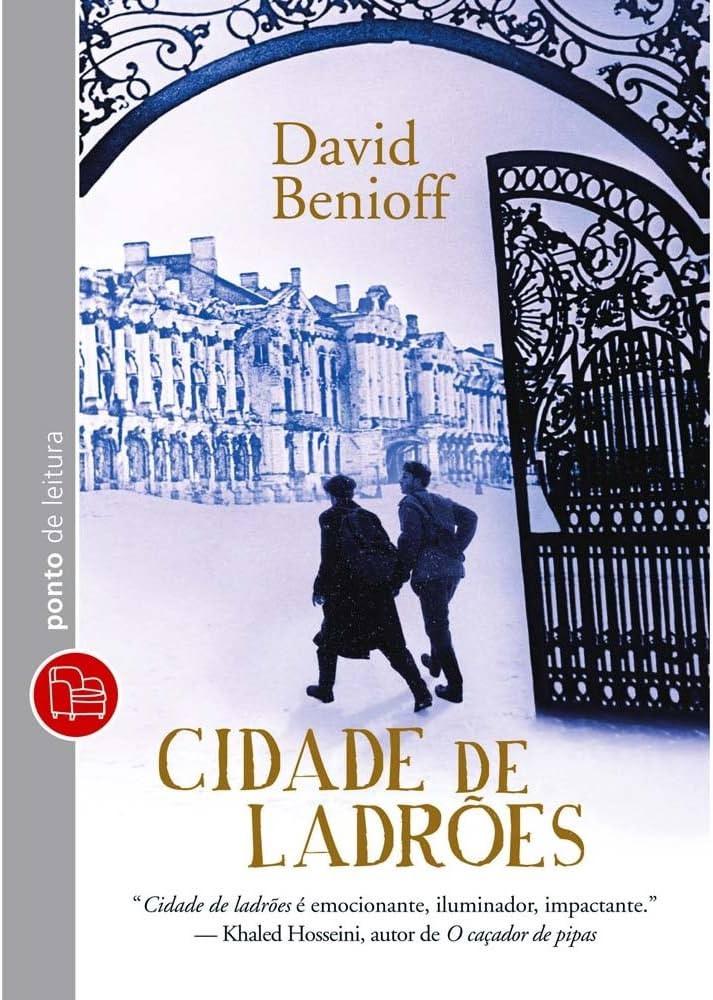 David
Benioff
ponto de leitura
CIDADE DE
LADRÕES
“Cidade de ladrões é emocionante, iluminador, impactante.”
— Khaled Hosseini, autor de O caçador de pipas